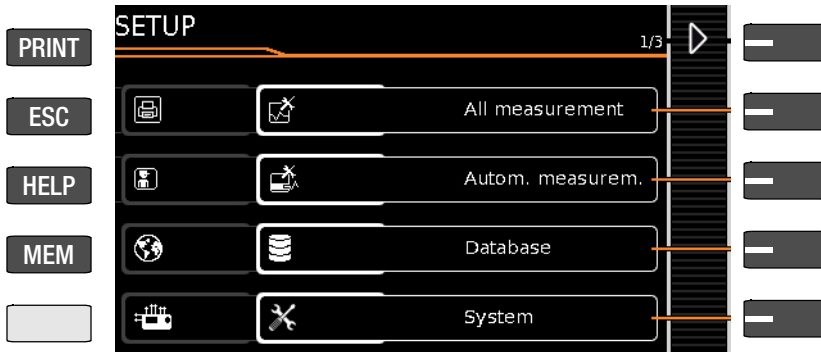 SETUP
1/3
PRINT
ESC
All measurement
HELP
Autom. measurem.
MEM
Database
System